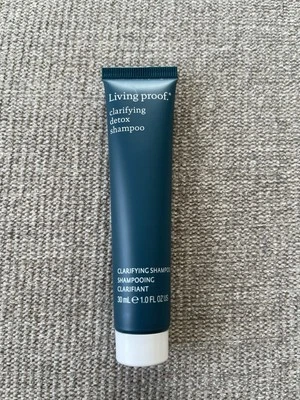 Living proof.®
clarifying
detox
shampoo
CLARIFYING SHAMPOO
SHAMPOOING
CLARIFIANT
30 mL ℮ 1.0 FL OZ US